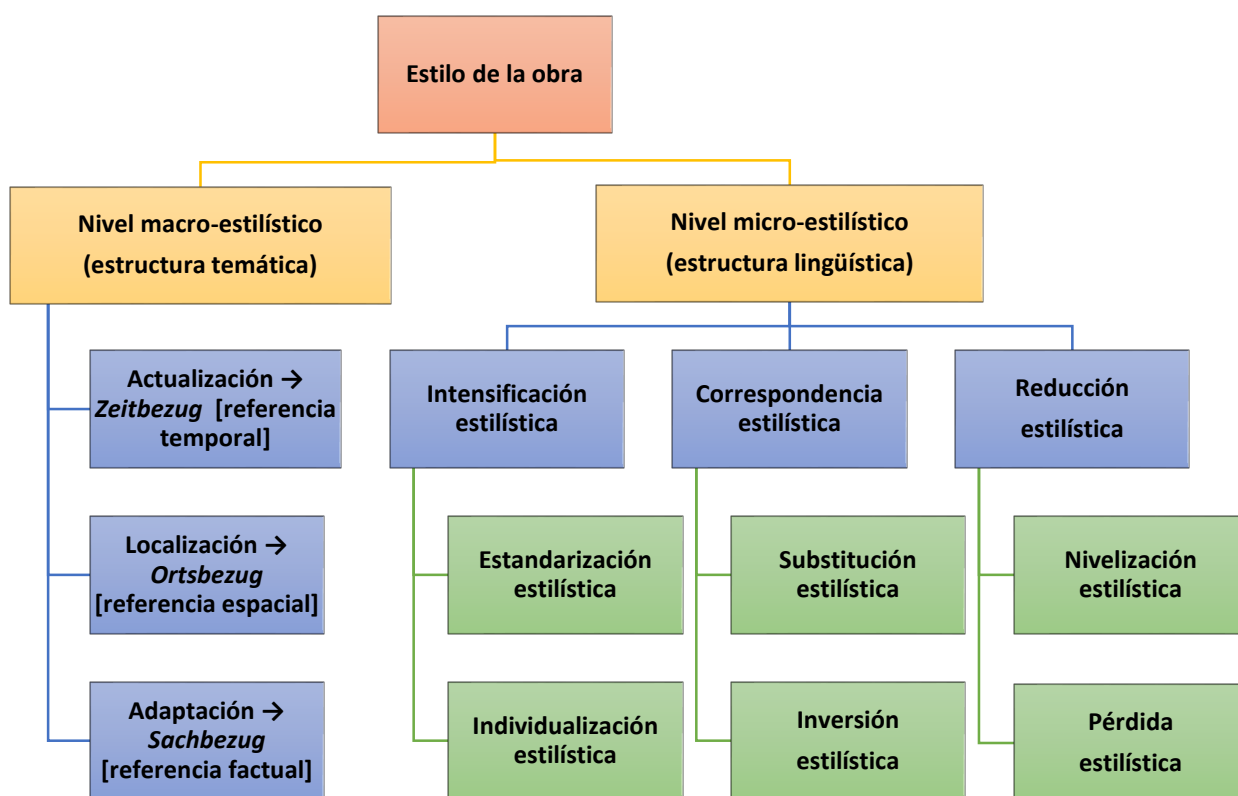 Estilo de la obra
Nivel macro-estilístico
(estructura temática)
Nivel micro-estilístico
(estructura lingüística)
Actualización →
Zeitbezug [referencia
temporal]
Localización →
Ortsbezug
[referencia espacial]
Adaptación →
Sachbezug
[referencia factual]
Intensificación
estilística
Estandarización
estilística
Individualización
estilística
Correspondencia
estilística
Substitución
estilística
Inversión
estilística
Reducción
estilística
Nivelización
estilística
Pérdida
estilística